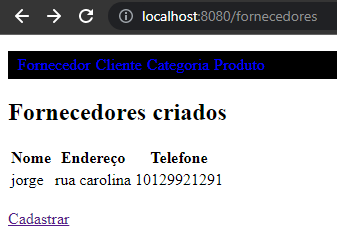 localhost:8080/fornecedores
Fornecedor Cliente Categoria Produto
Fornecedores criados
Nome Endereço Telefone
jorge rua carolina 10129921291
Cadastrar